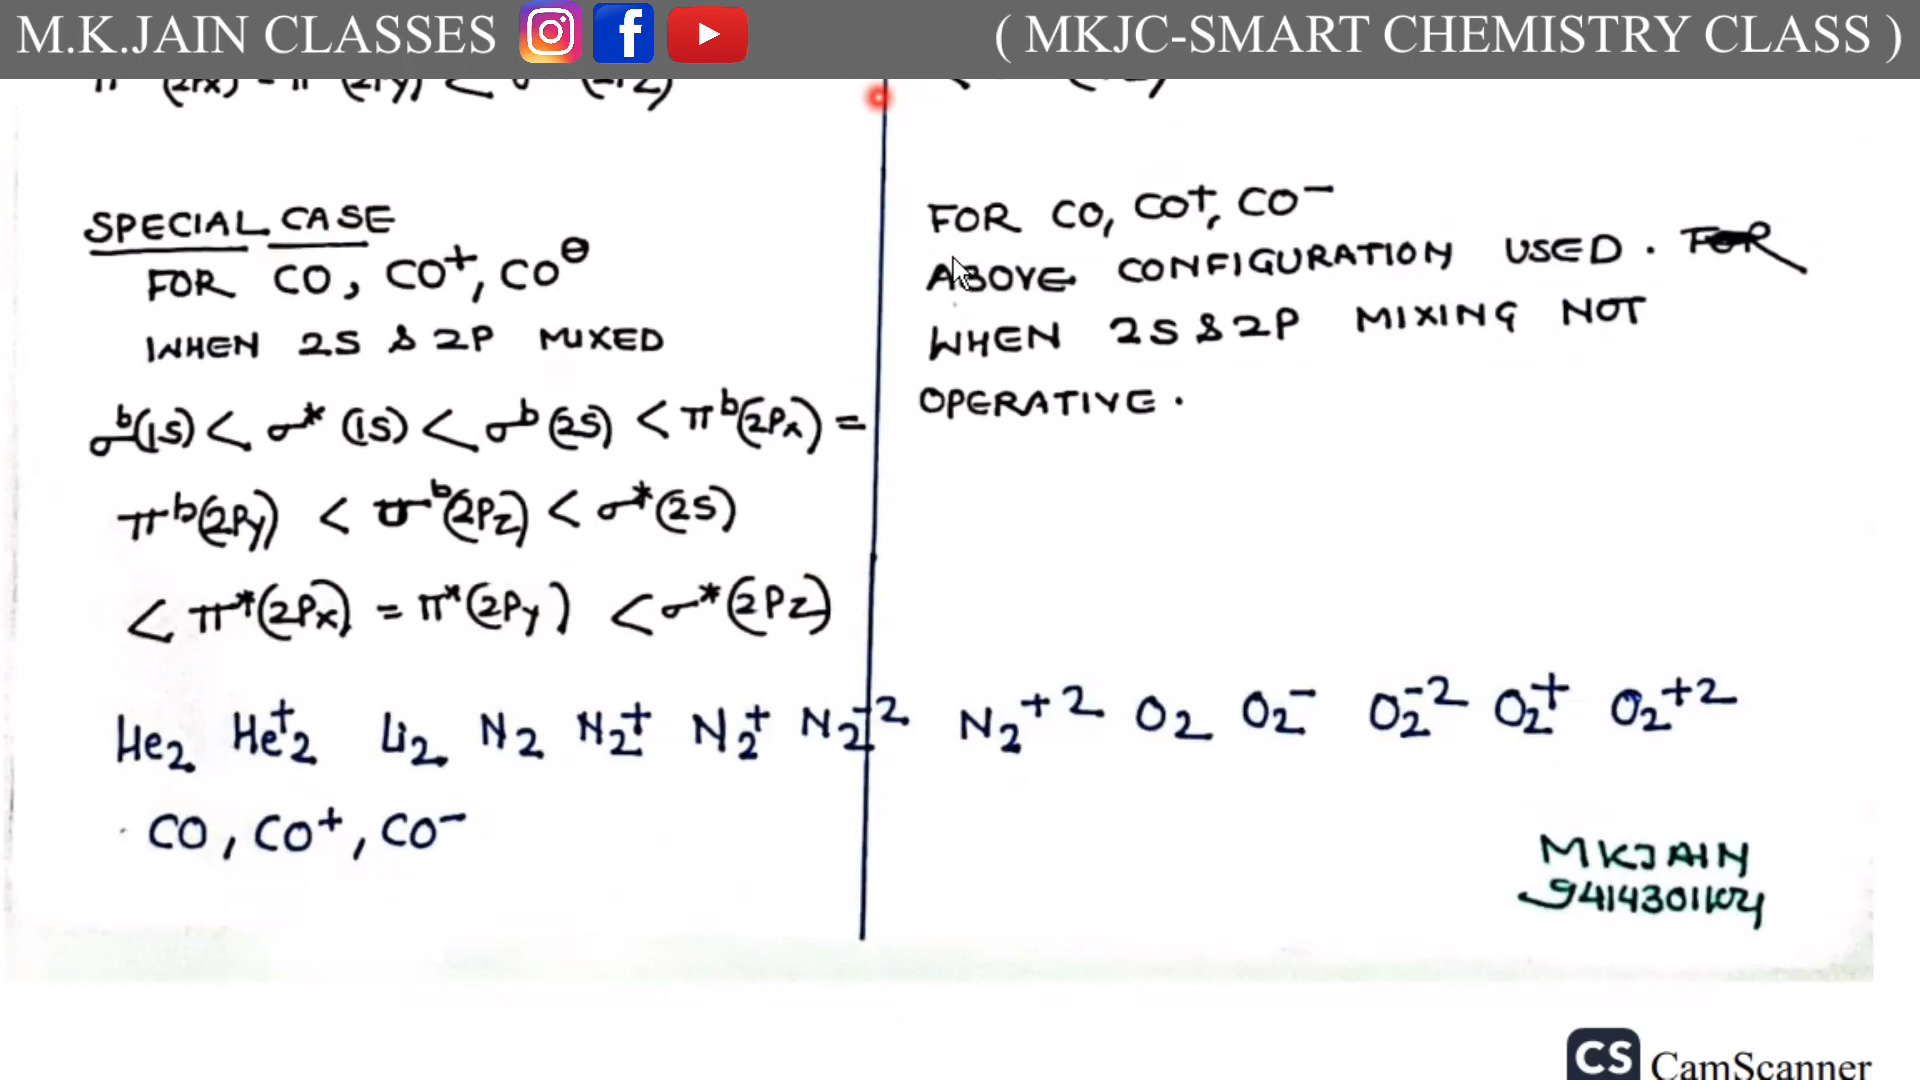 M.K.JAIN CLASSES
( MKJC-SMART CHEMISTRY CLASS )
SPECIAL CASE
FOR CO, CO⁺, CO⊖
WHEN 2S & 2P MIXED
σᵇ(1S) < σ* (1S) < σᵇ (2S) < πᵇ(2Px) =
πᵇ(2Py) < σᵇ(2Pz) < σ*(2S)
< π*(2Px) = π*(2Py) < σ*(2Pz)
FOR CO, CO⁺, CO⁻
ABOVE CONFIGURATION USED.
WHEN 2S & 2P MIXING NOT
OPERATIVE.
He₂ He₂⁺ Li₂ N₂ N₂⁺ N₂⁺ N₂⁻² N₂⁺² O₂ O₂⁻ O₂⁻² O₂⁺ O₂⁺²
CO, CO⁺, CO⁻
MKJAIN
CS CamScanner